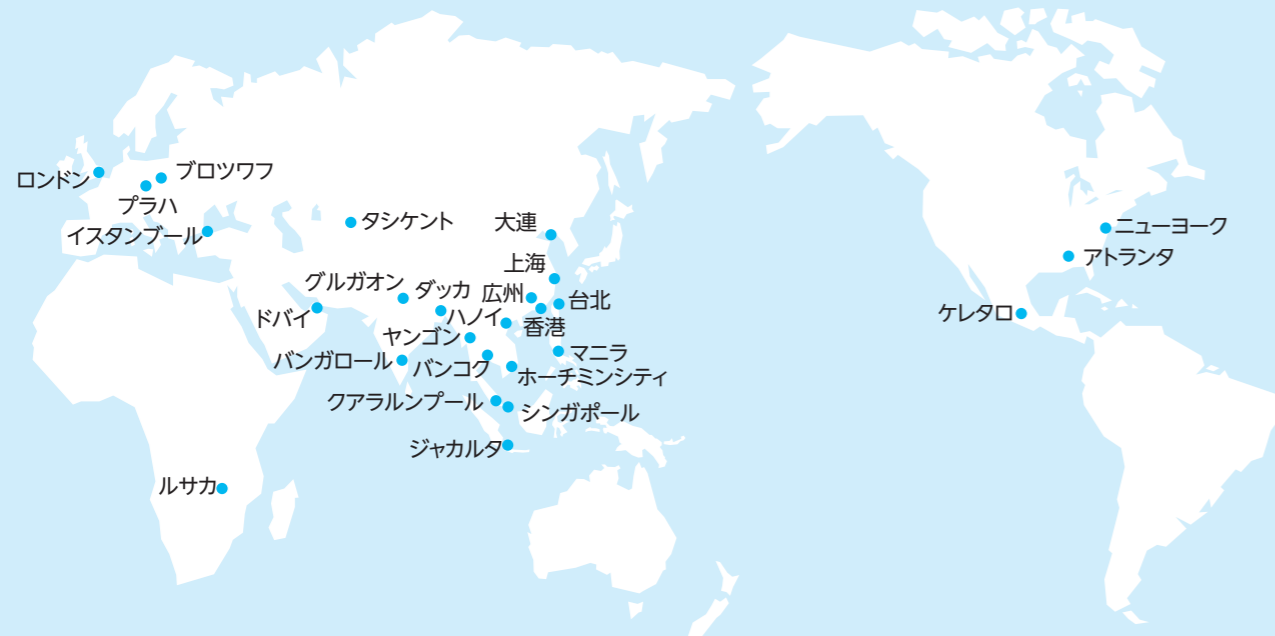 ロンドン
ブロツワフ
プラハ
イスタンブール
タシケント
大連
上海
グルガオン
ダッカ
広州
台北
ドバイ
ハノイ
香港
ヤンゴン
バンガロール
バンコク
マニラ
ホーチミンシティ
クアラルンプール
シンガポール
ジャカルタ
ルサカ
ニューヨーク
アトランタ
ケレタロ